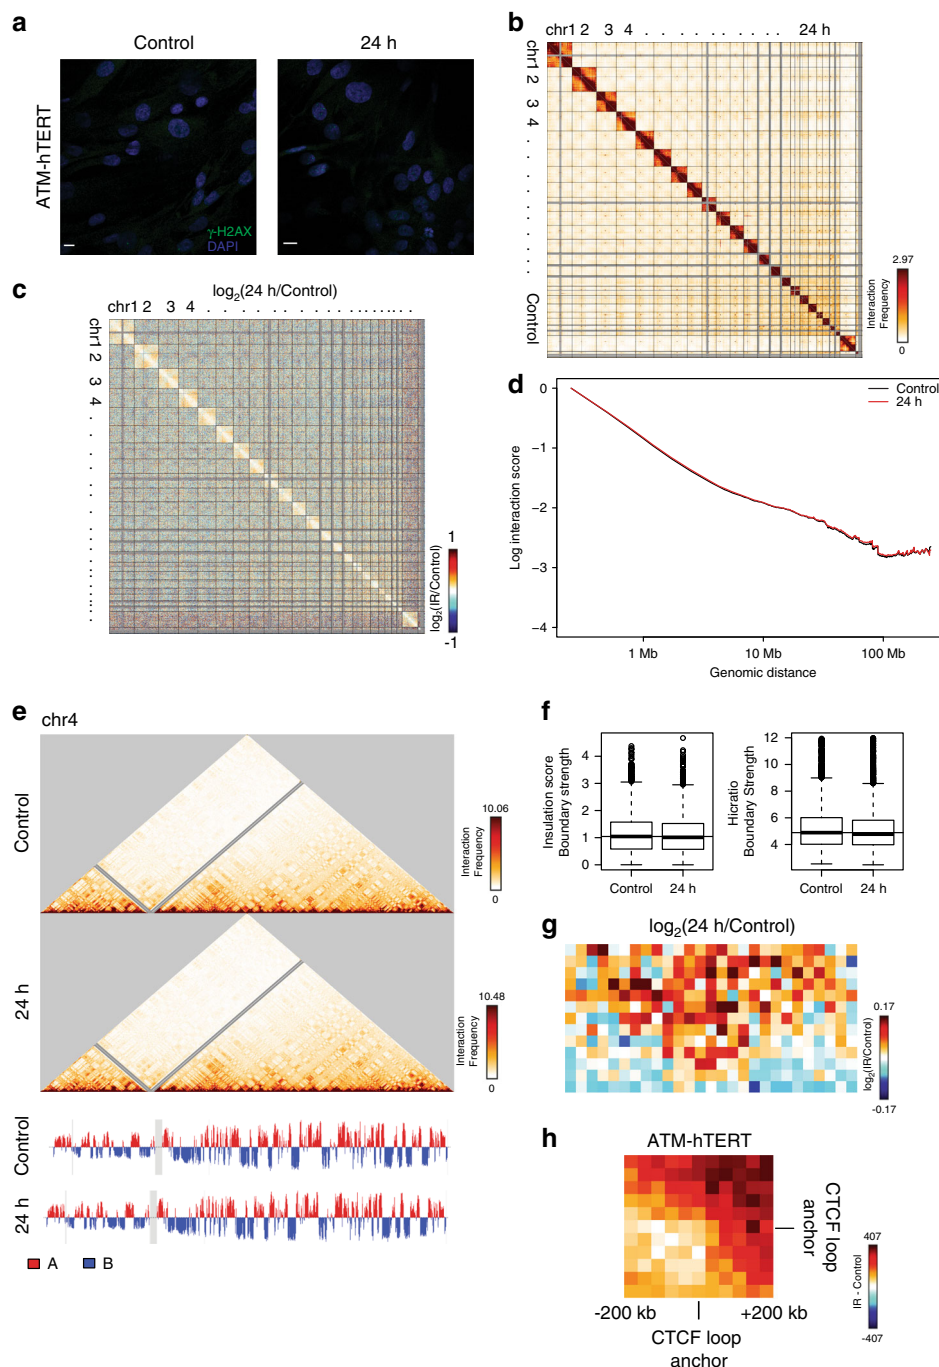 a
Control
24 h
ATM-hTERT
γ-H2AX
DAPI
b
chr1 2 3 4 . . . . . . . . . . . 24 h
chr1
2
3
4
.
.
.
.
.
.
.
Control
2.97
Interaction
Frequency
0
c
log2(24 h/Control)
chr1 2 3 4 . . . . . . . . . . . . . . .
chr1
2
3
4
.
.
.
.
.
.
.
.
.
.
.
.
.
1
log2(IR/Control)
-1
d
Log interaction score
0
−1
−2
−3
−4
Control
24 h
1 Mb
10 Mb
100 Mb
Genomic distance
e
chr4
Control
10.06
Interaction
Frequency
0
24 h
10.48
Interaction
Frequency
0
Control
24 h
A
B
f
Insulation score
Boundary strength
4
3
2
1
0
Control
24 h
Hicratio
Boundary Strength
12
10
8
6
4
Control
24 h
g
log2(24 h/Control)
0.17
log2(IR/Control)
-0.17
h
ATM-hTERT
CTCF loop
anchor
-200 kb
+200 kb
CTCF loop
anchor
407
IR - Control
-407